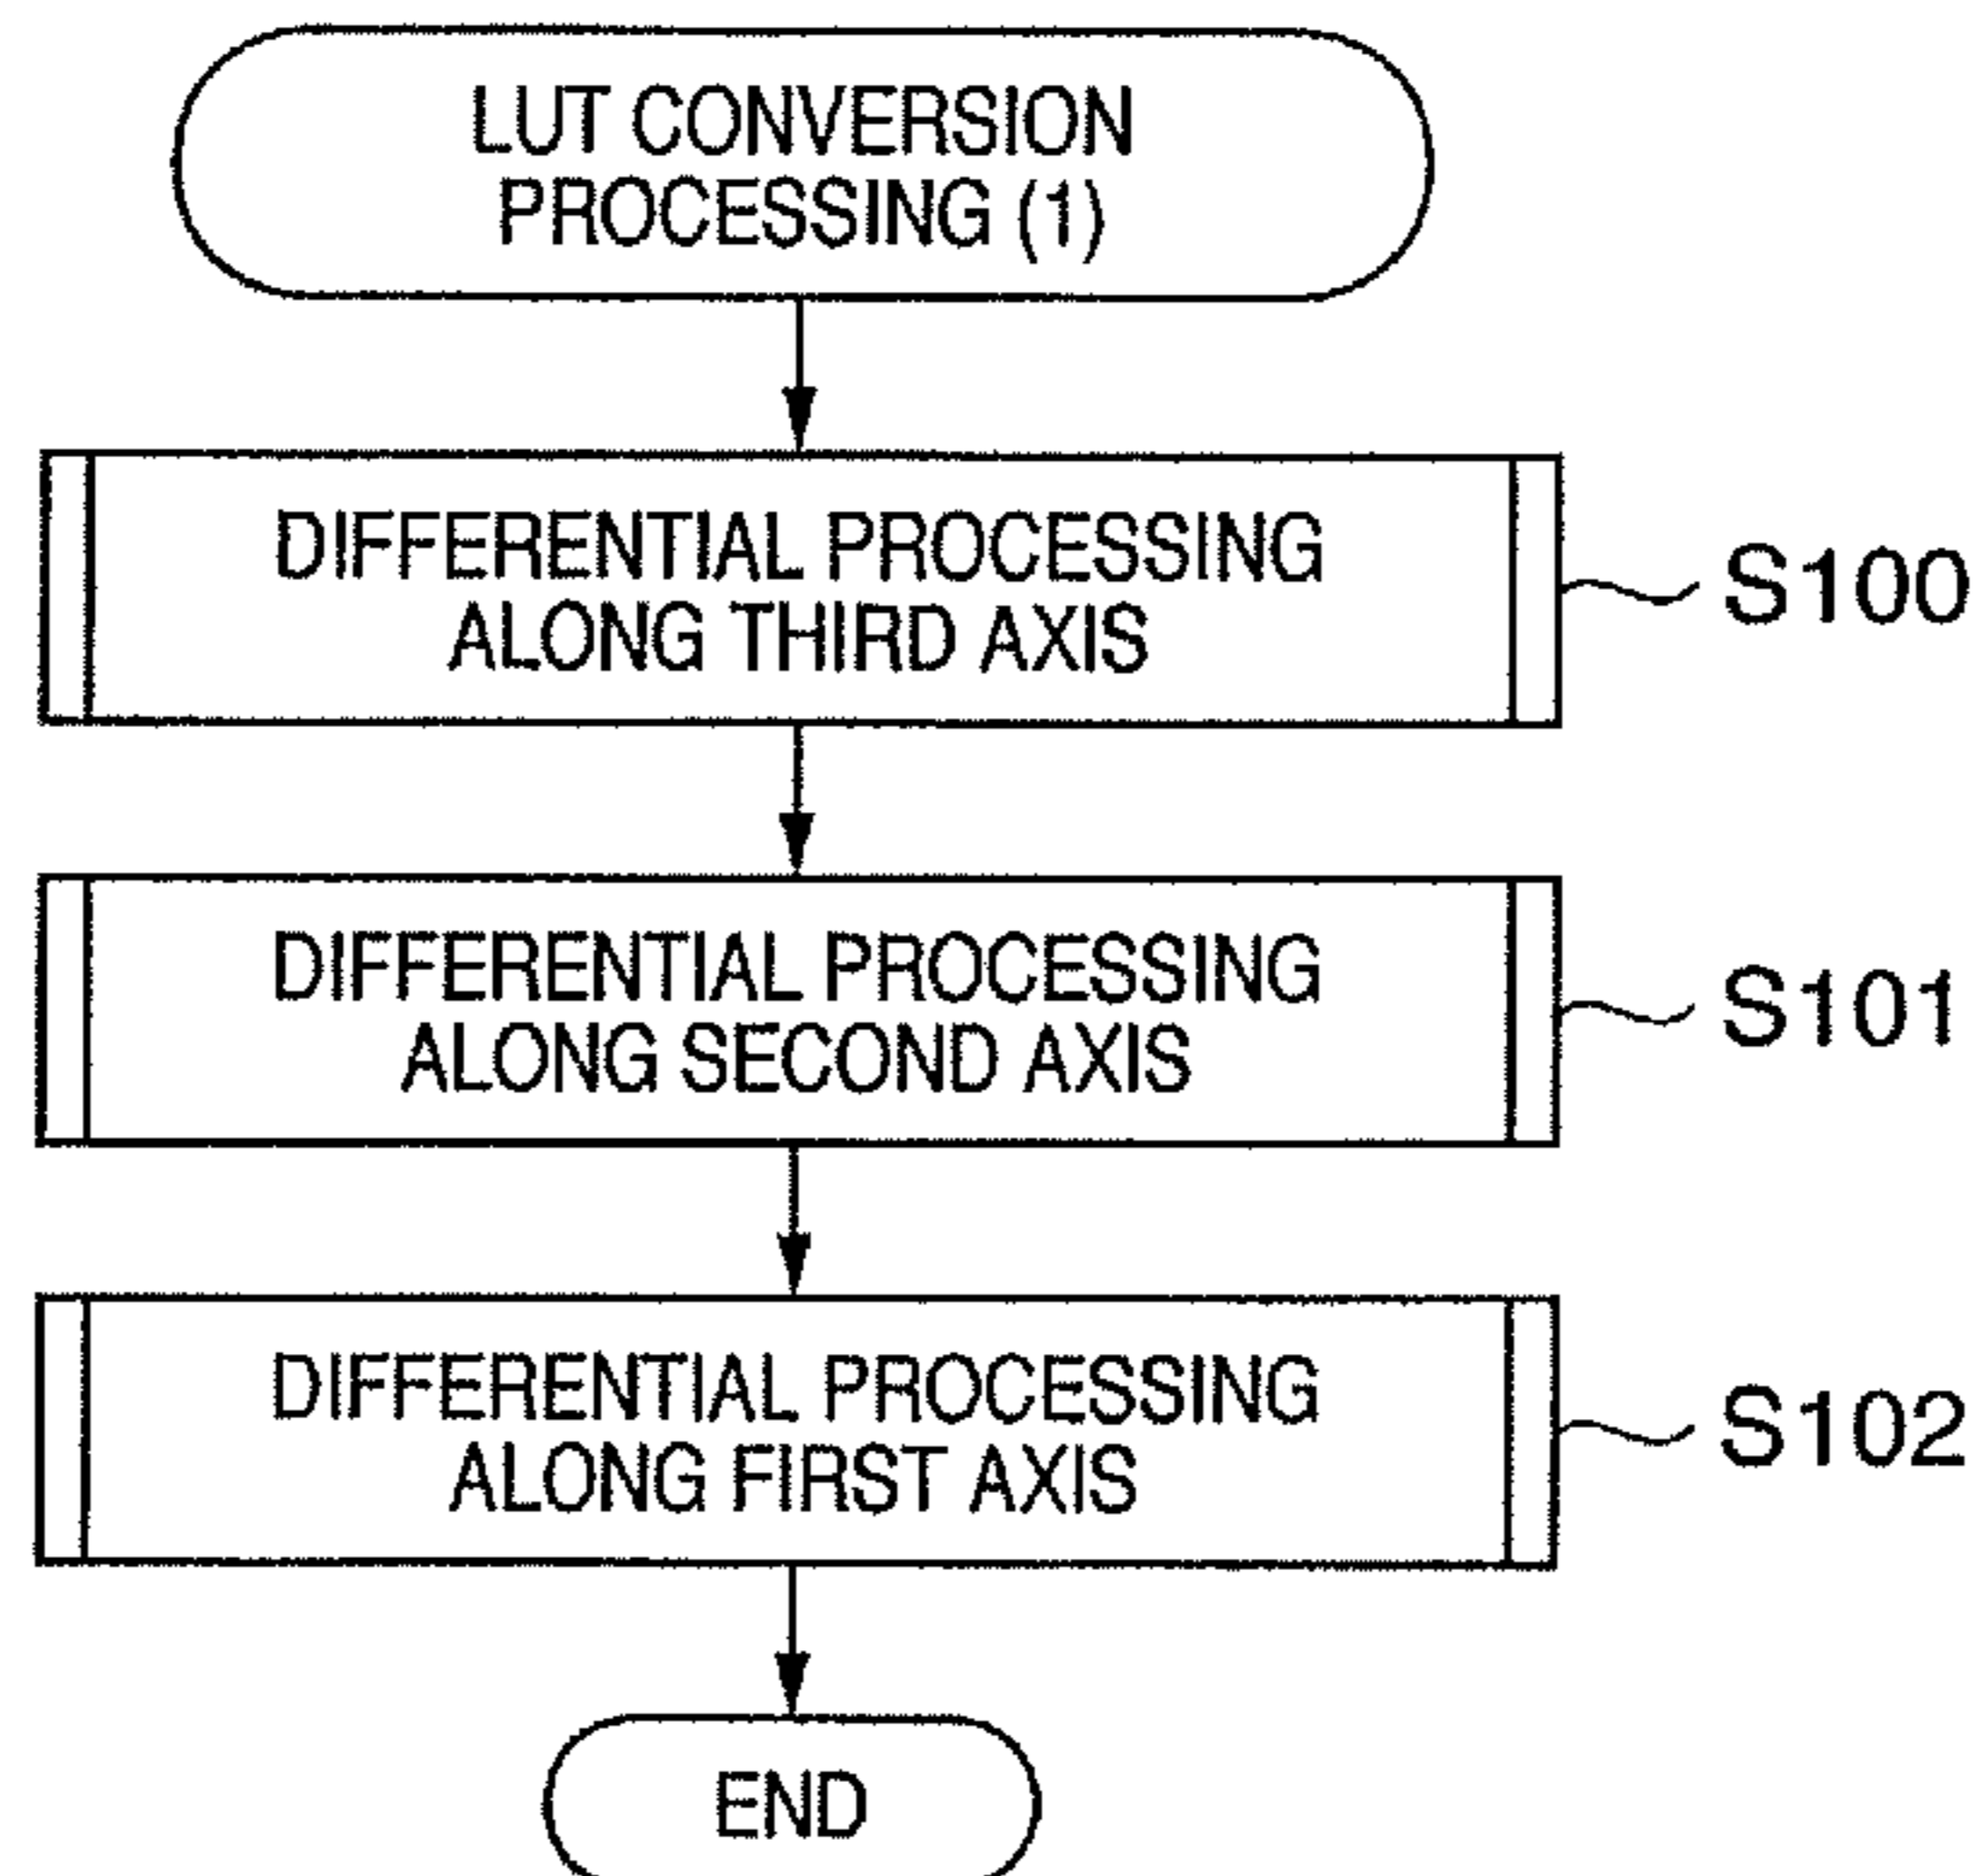 LUT CONVERSION
PROCESSING (1)
DIFFERENTIAL PROCESSING
ALONG THIRD AXIS
S100
DIFFERENTIAL PROCESSING
ALONG SECOND AXIS
S101
DIFFERENTIAL PROCESSING
ALONG FIRST AXIS
S102
END